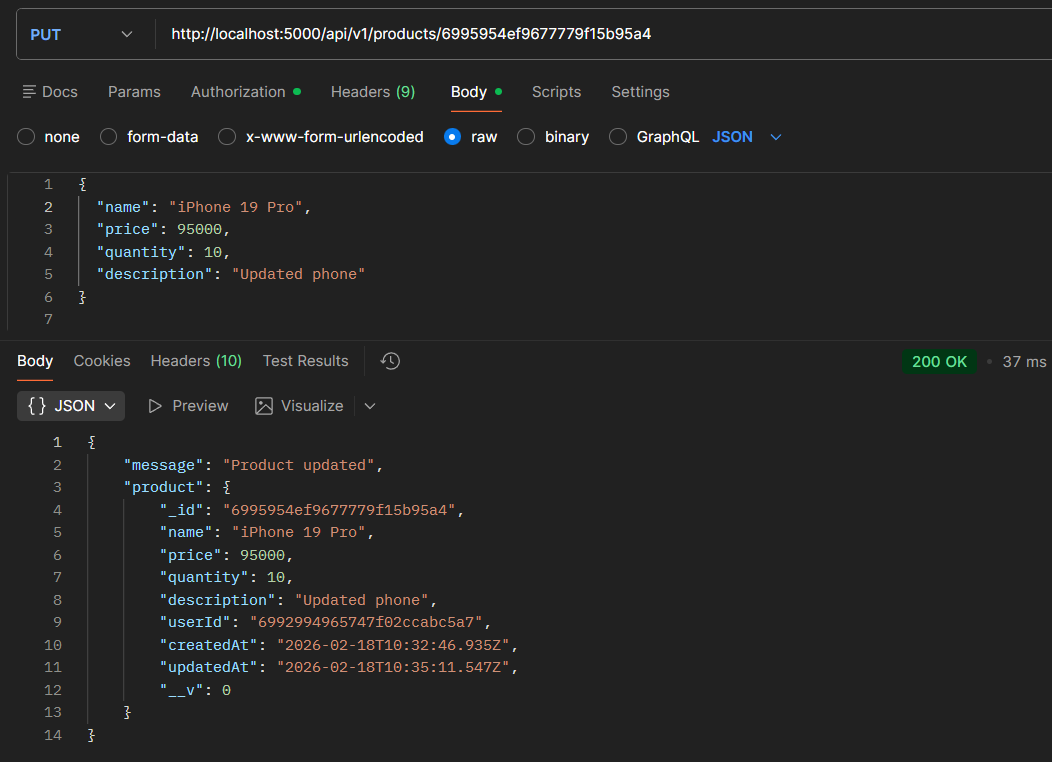 PUT http://localhost:5000/api/v1/products/6995954ef9677779f15b95a4
Docs Params Authorization Headers (9) Body Scripts Settings
none form-data x-www-form-urlencoded raw binary GraphQL JSON
1 {
2 "name": "iPhone 19 Pro",
3 "price": 95000,
4 "quantity": 10,
5 "description": "Updated phone"
6 }
7
Body Cookies Headers (10) Test Results 200 OK • 37 ms
{} JSON Preview Visualize
1 {
2 "message": "Product updated",
3 "product": {
4 "_id": "6995954ef9677779f15b95a4",
5 "name": "iPhone 19 Pro",
6 "price": 95000,
7 "quantity": 10,
8 "description": "Updated phone",
9 "userId": "6992994965747f02ccabc5a7",
10 "createdAt": "2026-02-18T10:32:46.935Z",
11 "updatedAt": "2026-02-18T10:35:11.547Z",
12 "__v": 0
13 }
14 }